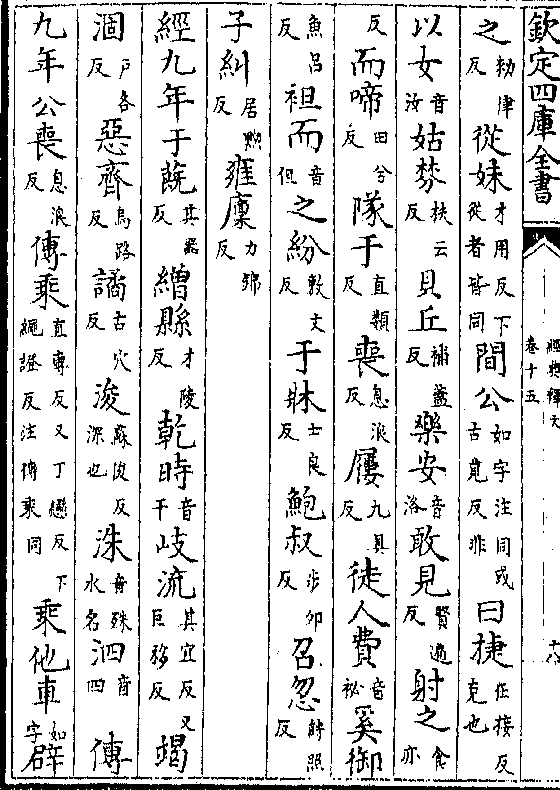 欽定四庫全書
經典釋文
卷十五
之勑律反從妹才用反下從者皆同間公如字注同或古莧反非曰捷在接反克也
以女音汝姑棼扶云反貝丘補蓋反樂安音洛敢見賢遍反射之食亦
反而啼田兮反隊于直類反喪息浪反屨九具反徒人費音祕奚御
魚呂反袒而音但之紛敷文反于牀士良反鮑叔步卯反召忽時照反
子糾居黝反雍廩力錦反
經九年于蔇其器反繒縣才陵反乾時音干岐流其宜反又巨移反竭
涸戶各反惡齊烏路反譎古穴反浚蘇俊反深也洙音殊水名泗音四傳
九年公喪息浪反傳乘直專反又丁戀反下繩證反注傳乘同乘他車如字辟